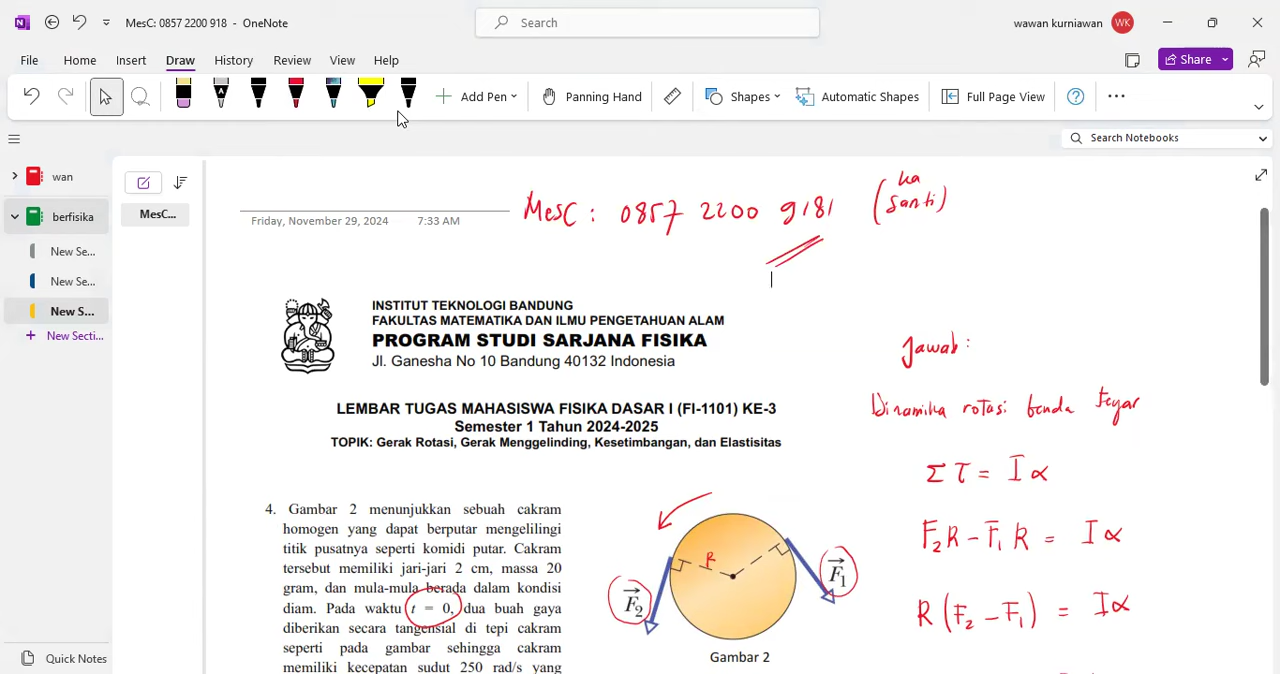 MesC: 0857 2200 918 - OneNote
Search
wawan kurniawan
WK
File Home Insert Draw History Review View Help
Share
A
Add Pen
Panning Hand
Shapes
Automatic Shapes
Full Page View
Search Notebooks
wan
berfisika
New Se...
New Se...
New S...
New Secti...
Quick Notes
MesC...
Friday, November 29, 2024 7:33 AM
MesC : 0857 2200 9181 (ka Santi)
INSTITUT TEKNOLOGI BANDUNG
FAKULTAS MATEMATIKA DAN ILMU PENGETAHUAN ALAM
PROGRAM STUDI SARJANA FISIKA
Jl. Ganesha No 10 Bandung 40132 Indonesia
LEMBAR TUGAS MAHASISWA FISIKA DASAR I (FI-1101) KE-3
Semester 1 Tahun 2024-2025
TOPIK: Gerak Rotasi, Gerak Menggelinding, Kesetimbangan, dan Elastisitas
4. Gambar 2 menunjukkan sebuah cakram
homogen yang dapat berputar mengelilingi
titik pusatnya seperti komidi putar. Cakram
tersebut memiliki jari-jari 2 cm, massa 20
gram, dan mula-mula berada dalam kondisi
diam. Pada waktu t = 0, dua buah gaya
diberikan secara tangensial di tepi cakram
seperti pada gambar sehingga cakram
memiliki kecepatan sudut 250 rad/s yang
R
F₂
F₁
Gambar 2
Jawab :
Dinamika rotasi benda tegar
Σ τ = I α
F₂ R – F₁ R = I α
R (F₂ – F₁) = I α